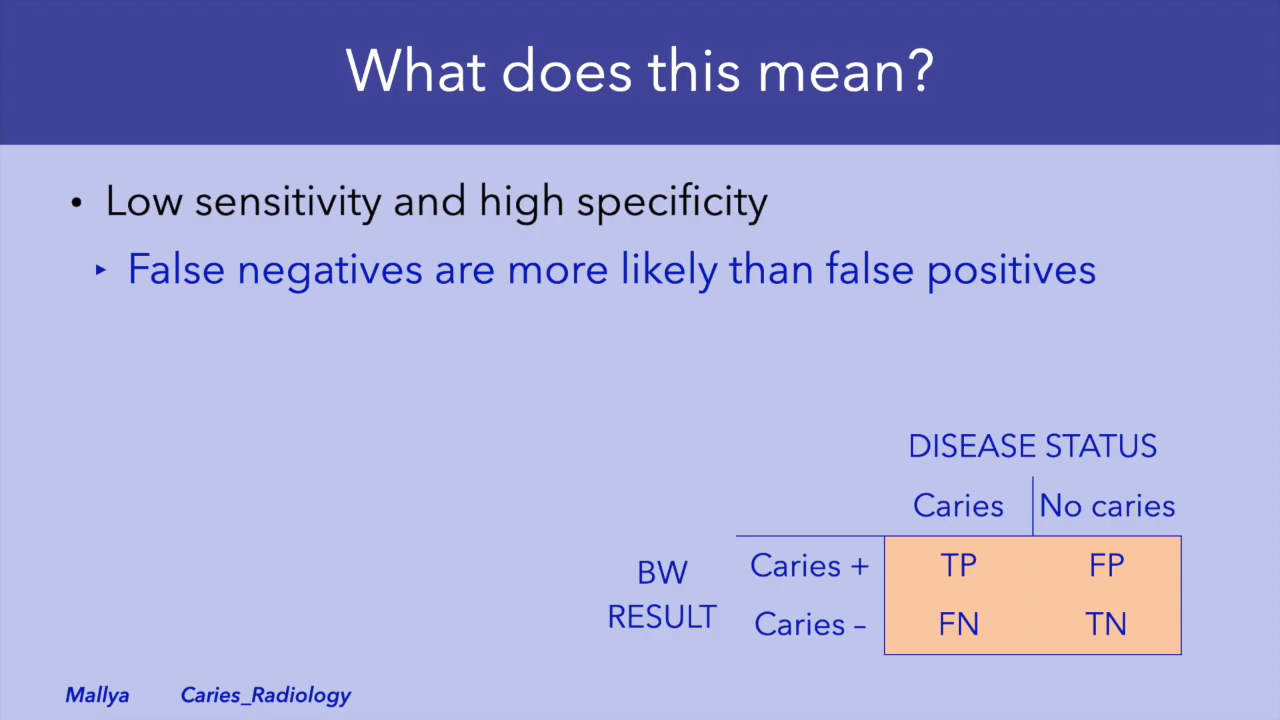 What does this mean?
• Low sensitivity and high specificity
‣ False negatives are more likely than false positives
DISEASE STATUS
Caries No caries
BW RESULT
Caries + TP FP
Caries – FN TN
Mallya Caries_Radiology